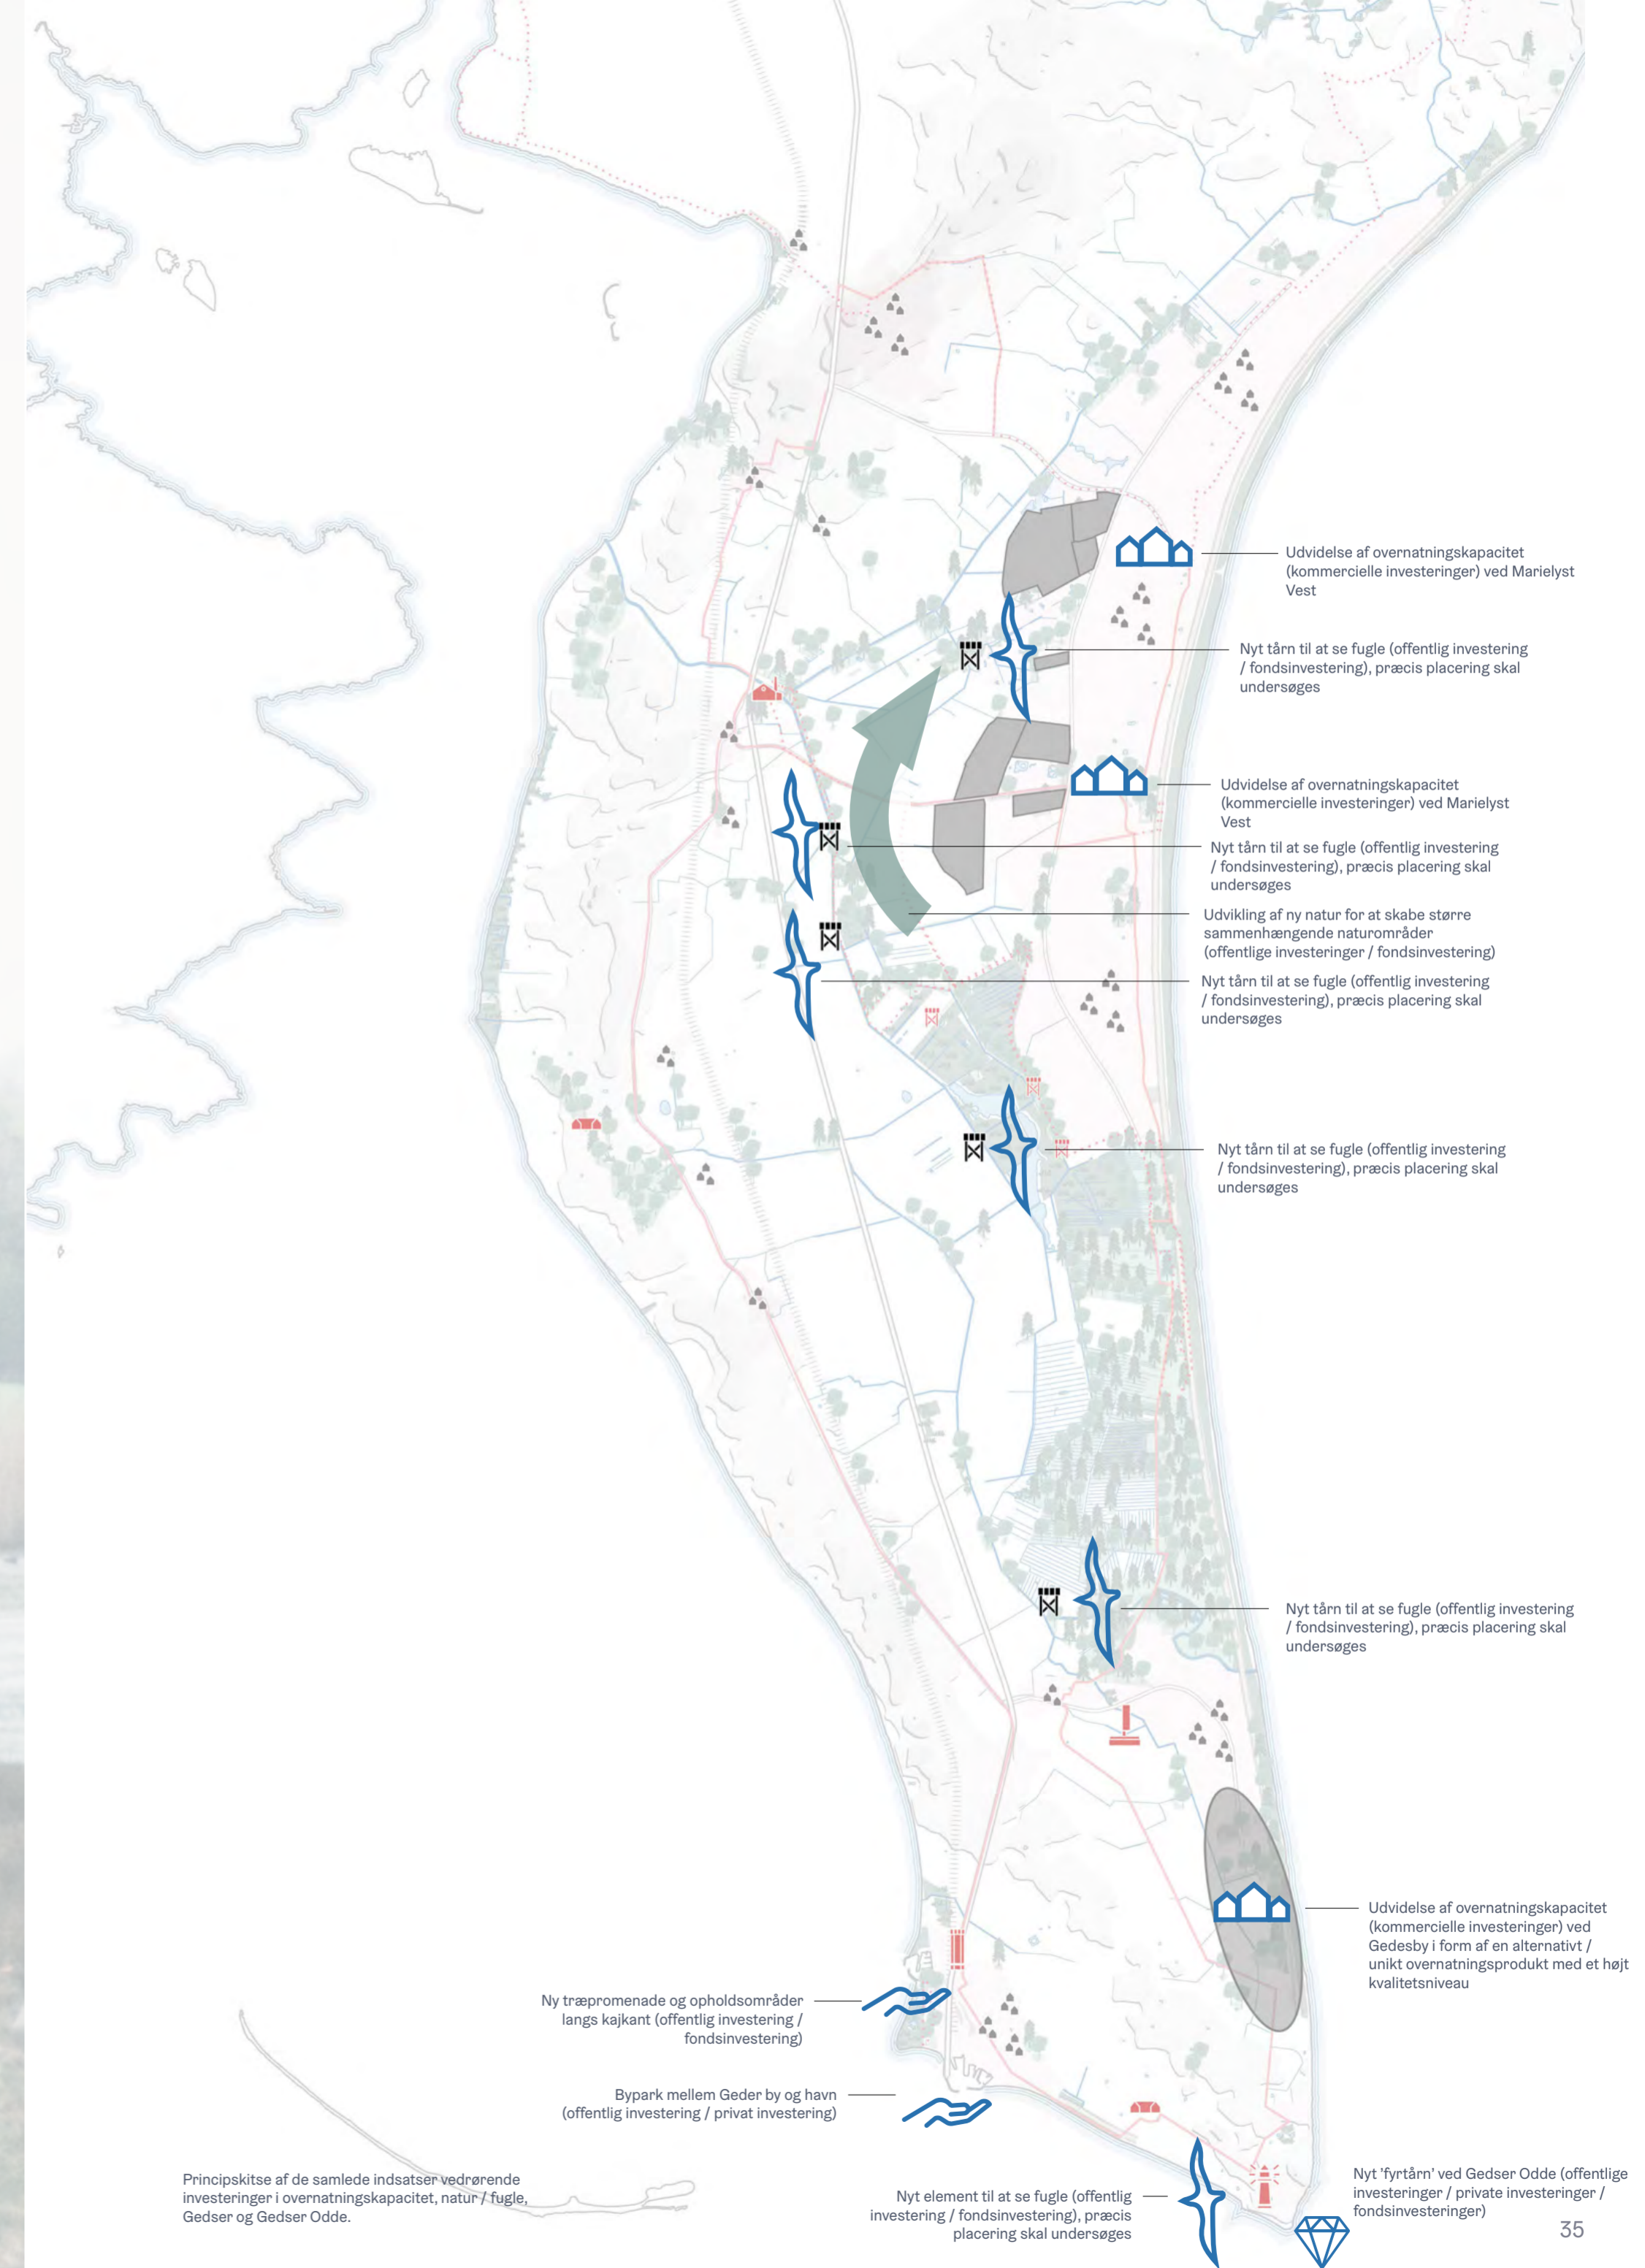 Udvidelse af overnatningskapacitet
(kommercielle investeringer) ved Marielyst
Vest
Nyt tårn til at se fugle (offentlig investering
/ fondsinvestering), præcis placering skal
undersøges
Udvidelse af overnatningskapacitet
(kommercielle investeringer) ved Marielyst
Vest
Nyt tårn til at se fugle (offentlig investering
/ fondsinvestering), præcis placering skal
undersøges
Udvikling af ny natur for at skabe større
sammenhængende naturområder
(offentlige investeringer / fondsinvestering)
Nyt tårn til at se fugle (offentlig investering
/ fondsinvestering), præcis placering skal
undersøges
Nyt tårn til at se fugle (offentlig investering
/ fondsinvestering), præcis placering skal
undersøges
Nyt tårn til at se fugle (offentlig investering
/ fondsinvestering), præcis placering skal
undersøges
Udvidelse af overnatningskapacitet
(kommercielle investeringer) ved
Gedesby i form af en alternativt /
unikt overnatningsprodukt med et højt
kvalitetsniveau
Ny træpromenade og opholdsområder
langs kajkant (offentlig investering /
fondsinvestering)
Bypark mellem Geder by og havn
(offentlig investering / privat investering)
Principskitse af de samlede indsatser vedrørende
investeringer i overnatningskapacitet, natur / fugle,
Gedser og Gedser Odde.
Nyt element til at se fugle (offentlig
investering / fondsinvestering), præcis
placering skal undersøges
Nyt 'fyrtårn' ved Gedser Odde (offentlige
investeringer / private investeringer /
fondsinvesteringer)
35